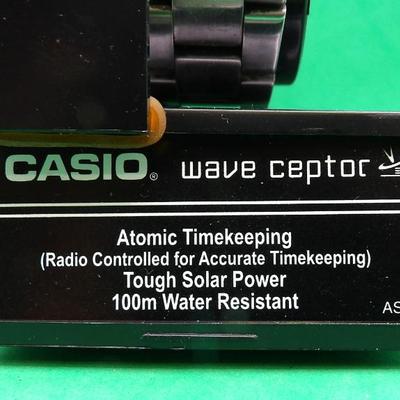 CASIO® wave ceptor
Atomic Timekeeping
(Radio Controlled for Accurate Timekeeping)
Tough Solar Power
100m Water Resistant
AS